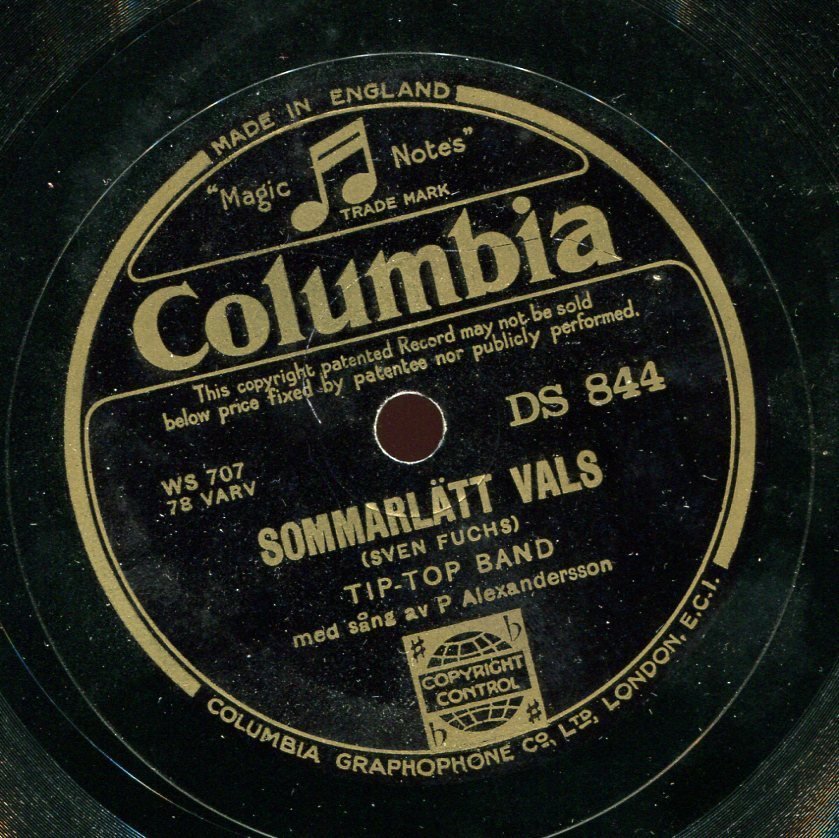 MADE IN ENGLAND
"Magic Notes"
TRADE MARK
Columbia
This copyright patented Record may not be sold
below price fixed by patentee nor publicly performed.
DS 844
WS 707
78 VARV
SOMMARLÄTT VALS
(SVEN FUCHS)
TIP-TOP BAND
med sång av P Alexandersson
COPYRIGHT
CONTROL
COLUMBIA GRAPHOPHONE CO., LTD, LONDON, E.C.1.